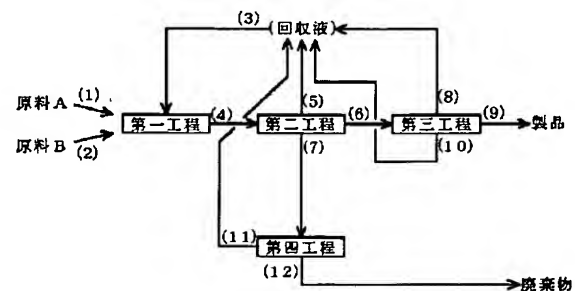 (3) (回収液)
原料A (1) (8)
(4) (5) (6) (9)
第一工程 第二工程 第三工程 製品
原料B (2) (7) (10)
(11) 第四工程
(12)
廃棄物